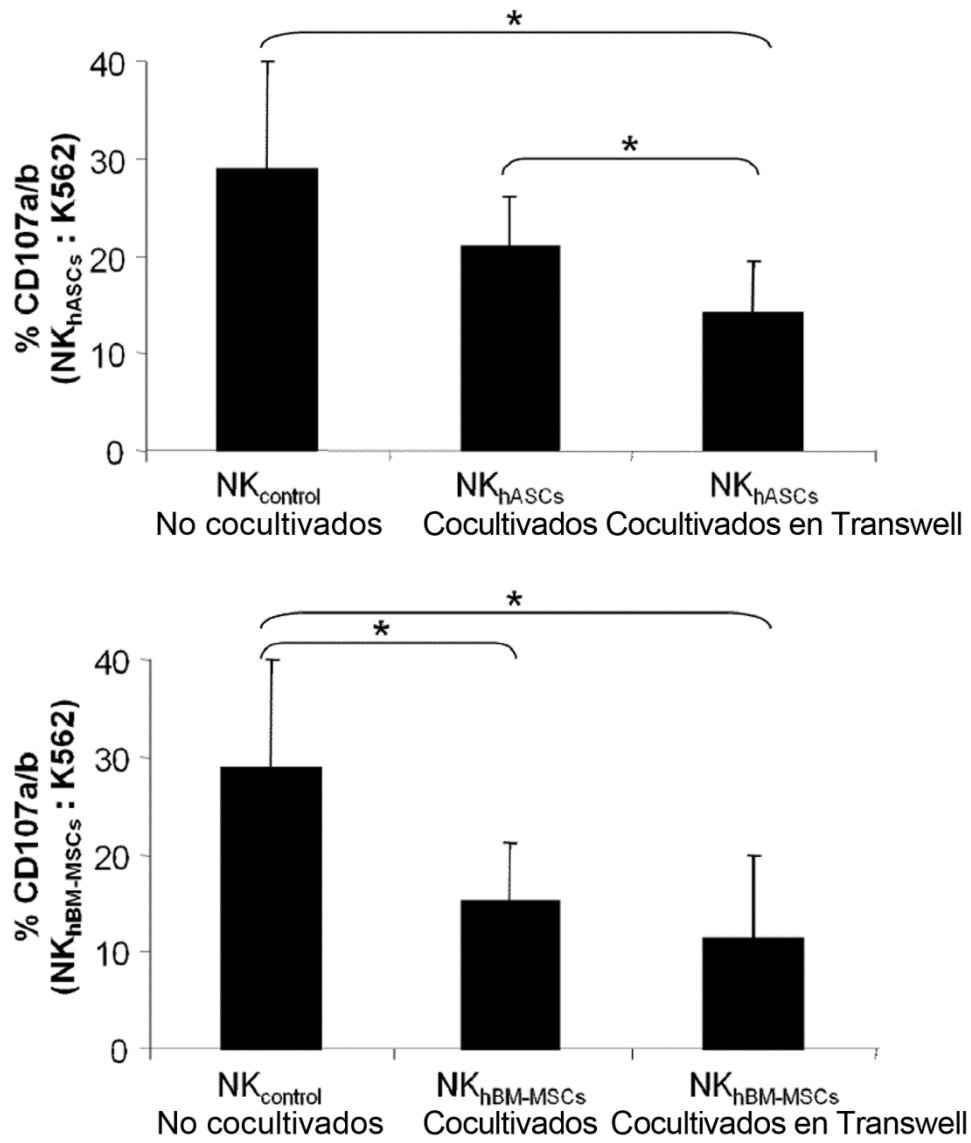 *
*
40
30
20
10
0
% CD107a/b
(NKhASCs : K562)
NKcontrol NKhASCs NKhASCs
No cocultivados Cocultivados Cocultivados en Transwell
*
*
40
30
20
10
0
% CD107a/b
(NKhBM-MSCs : K562)
NKcontrol NKhBM-MSCs NKhBM-MSCs
No cocultivados Cocultivados Cocultivados en Transwell